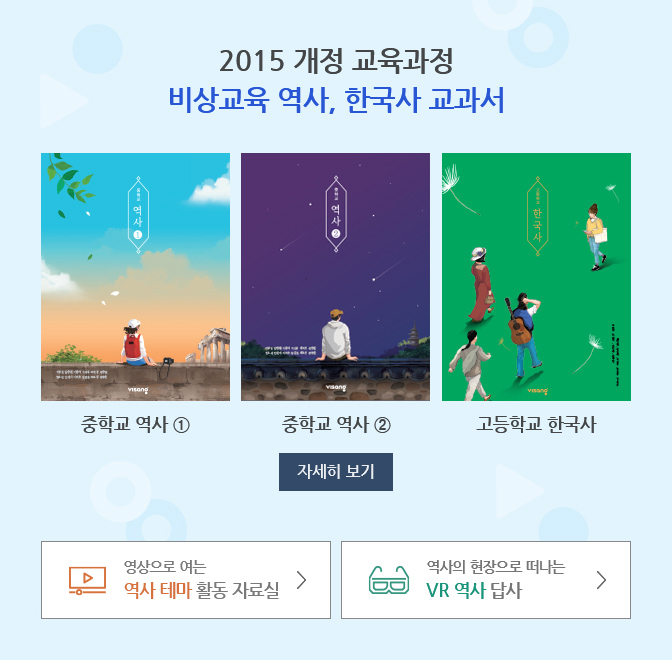 2015 개정 교육과정
비상교육 역사, 한국사 교과서
중학교
역사
1
visang
중학교
역사
2
visang
고등학교
한국사
중학교 역사 ①
중학교 역사 ②
고등학교 한국사
자세히 보기
영상으로 여는
역사 테마 활동 자료실
역사의 현장으로 떠나는
VR 역사 답사